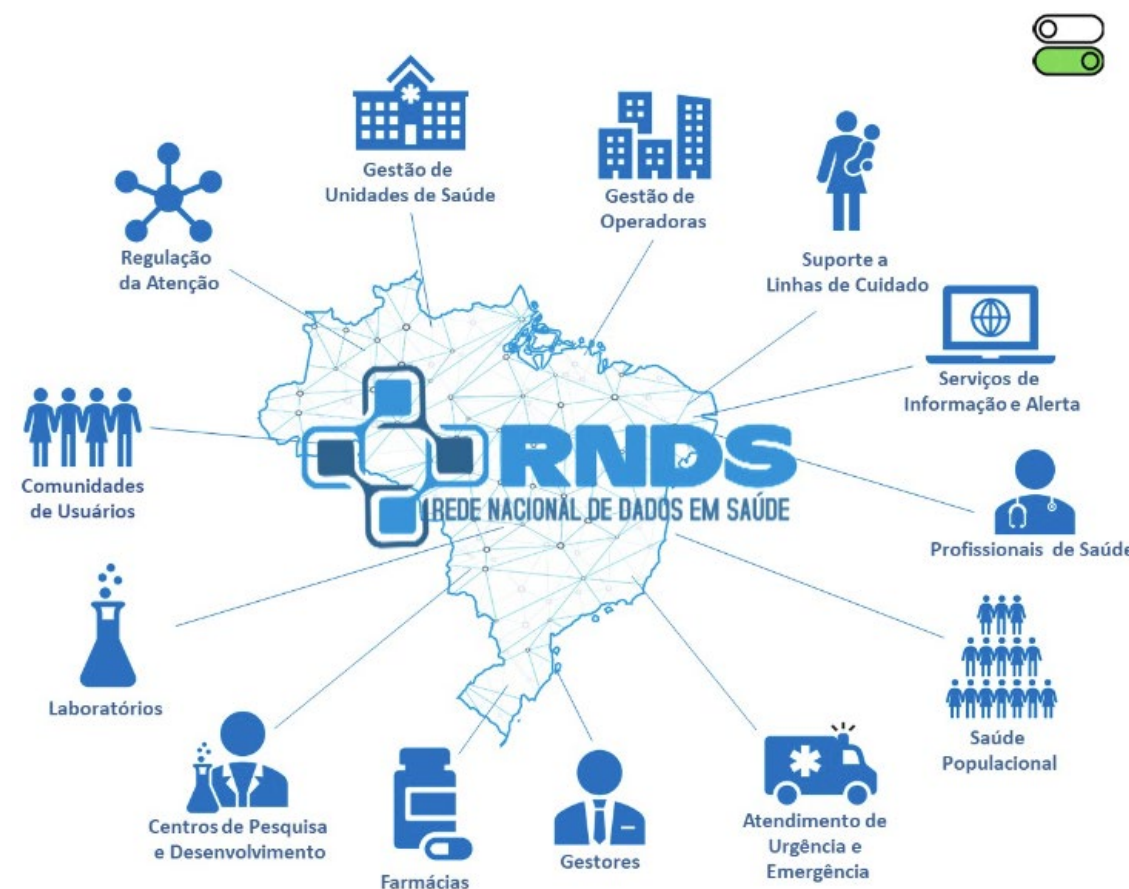 Gestão de
Unidades de Saúde
Gestão de
Operadoras
Regulação
da Atenção
Suporte a
Linhas de Cuidado
Serviços de
Informação e Alerta
Comunidades
de Usuários
RNDS
REDE NACIONAL DE DADOS EM SAÚDE
Profissionais de Saúde
Laboratórios
Saúde
Populacional
Centros de Pesquisa
e Desenvolvimento
Farmácias
Gestores
Atendimento de
Urgência e
Emergência